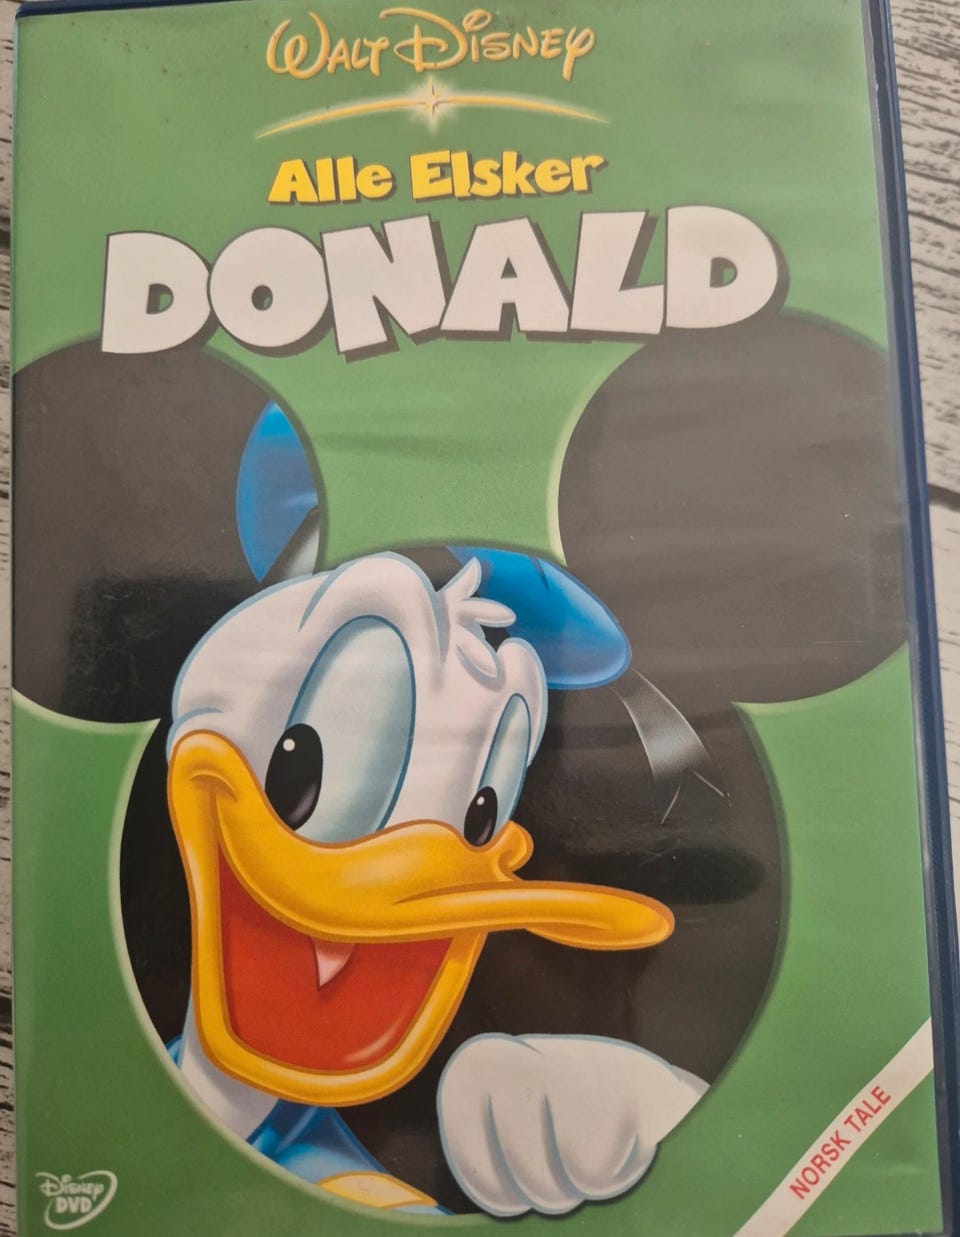 WALT DISNEY
Alle Elsker
DONALD
NORSK TALE
DISNEY
DVD